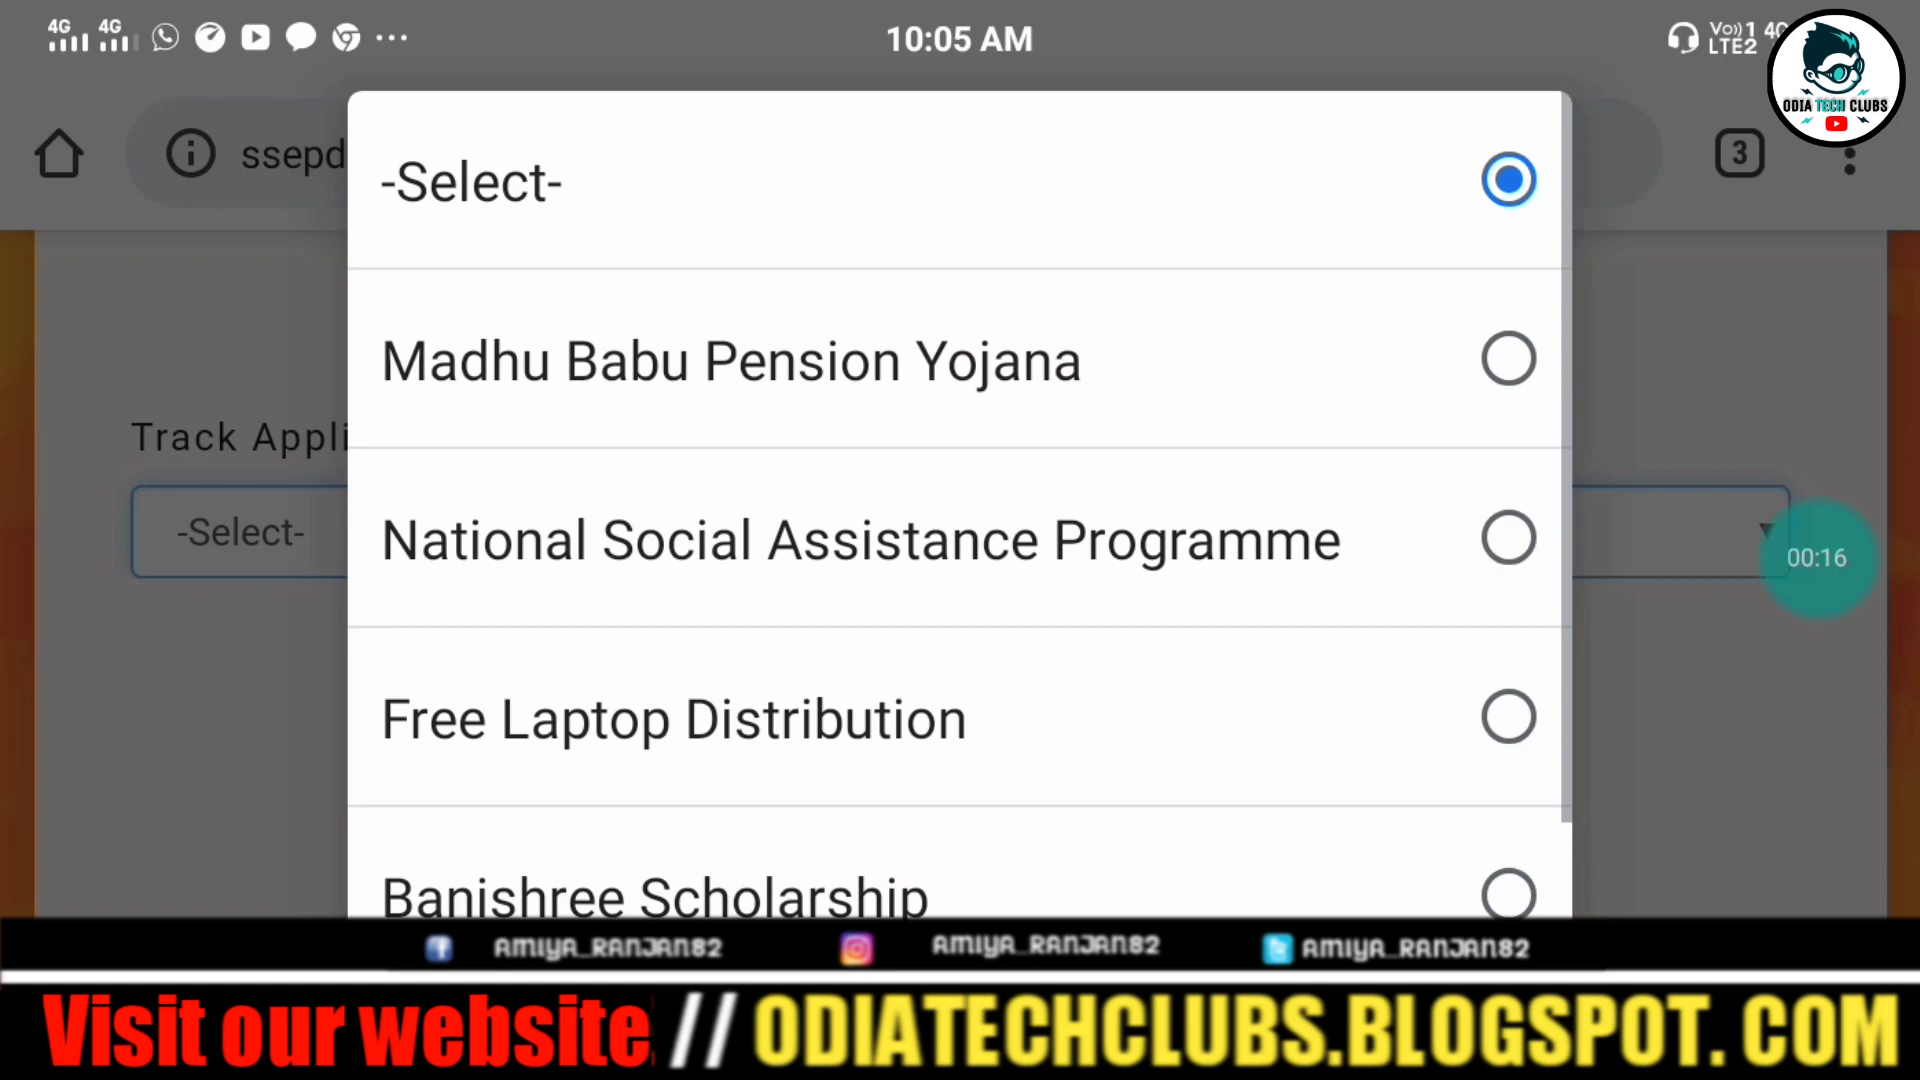 4G 4G
10:05 AM
Vo))1 4G
LTE2
ODIA TECH CLUBS
ssepd
3
-Select-
Madhu Babu Pension Yojana
Track Appli
-Select-
National Social Assistance Programme
00:16
Free Laptop Distribution
Banishree Scholarship
AMIYA_RANJAN82 AMIYA_RANJAN82 AMIYA_RANJAN82
Visit our website // ODIATECHCLUBS.BLOGSPOT. COM